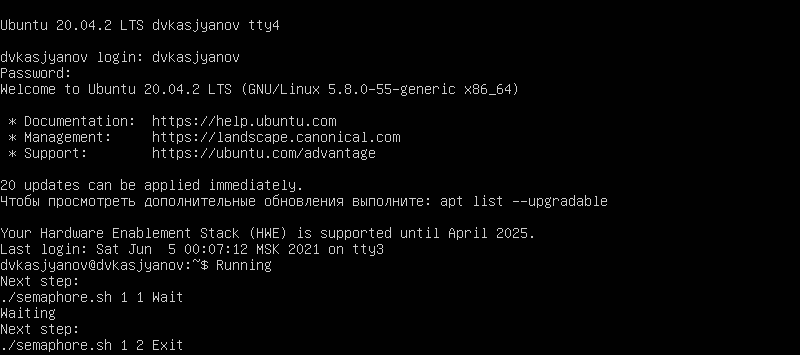 Ubuntu 20.04.2 LTS dvkasjyanov tty4
dvkasjyanov login: dvkasjyanov
Password:
Welcome to Ubuntu 20.04.2 LTS (GNU/Linux 5.8.0-55-generic x86_64)
* Documentation:  https://help.ubuntu.com
* Management:     https://landscape.canonical.com
* Support:        https://ubuntu.com/advantage
20 updates can be applied immediately.
Чтобы просмотреть дополнительные обновления выполните: apt list --upgradable
Your Hardware Enablement Stack (HWE) is supported until April 2025.
Last login: Sat Jun  5 00:07:12 MSK 2021 on tty3
dvkasjyanov@dvkasjyanov:~$ Running
Next step:
./semaphore.sh 1 1 Wait
Waiting
Next step:
./semaphore.sh 1 2 Exit